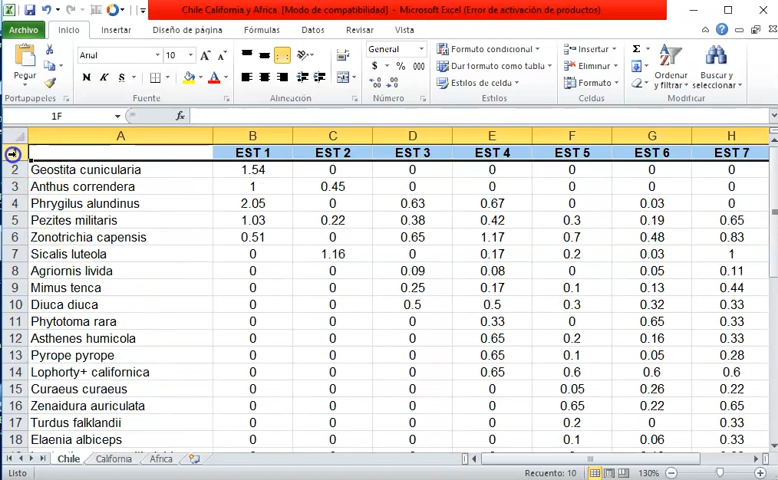 Chile California y Africa [Modo de compatibilidad] - Microsoft Excel (Error de activación de productos)
Archivo Inicio Insertar Diseño de página Fórmulas Datos Revisar Vista
Pegar
Arial 10 A A
N K S A
General
$ % 000
Formato condicional
Dar formato como tabla
Estilos de celda
Insertar
Eliminar
Formato
Σ
Ordenar
y filtrar
Buscar y
seleccionar
Portapapeles Fuente Alineación Número Estilos Celdas Modificar
1F fx
A B C D E F G H
EST 1 EST 2 EST 3 EST 4 EST 5 EST 6 EST 7
2 Geostita cunicularia 1.54 0 0 0 0 0 0
3 Anthus correndera 1 0.45 0 0 0 0 0
4 Phrygilus alundinus 2.05 0 0.63 0.67 0 0.03 0
5 Pezites militaris 1.03 0.22 0.38 0.42 0.3 0.19 0.65
6 Zonotrichia capensis 0.51 0 0.65 1.17 0.7 0.48 0.83
7 Sicalis luteola 0 1.16 0 0.17 0.2 0.03 1
8 Agriornis livida 0 0 0.09 0.08 0 0.05 0.11
9 Mimus tenca 0 0 0.25 0.17 0.1 0.13 0.44
10 Diuca diuca 0 0 0.5 0.5 0.3 0.32 0.33
11 Phytotoma rara 0 0 0 0.33 0 0.65 0.33
12 Asthenes humicola 0 0 0 0.65 0.2 0.16 0.33
13 Pyrope pyrope 0 0 0 0.65 0.1 0.05 0.28
14 Lophorty+ californica 0 0 0 0.65 0.6 0.6 0.6
15 Curaeus curaeus 0 0 0 0 0.05 0.26 0.22
16 Zenaidura auriculata 0 0 0 0 0.65 0.22 0.65
17 Turdus falklandii 0 0 0 0 0.2 0 0.33
18 Elaenia albiceps 0 0 0 0 0.1 0.06 0.33
Chile California Africa
Listo Recuento: 10 130%